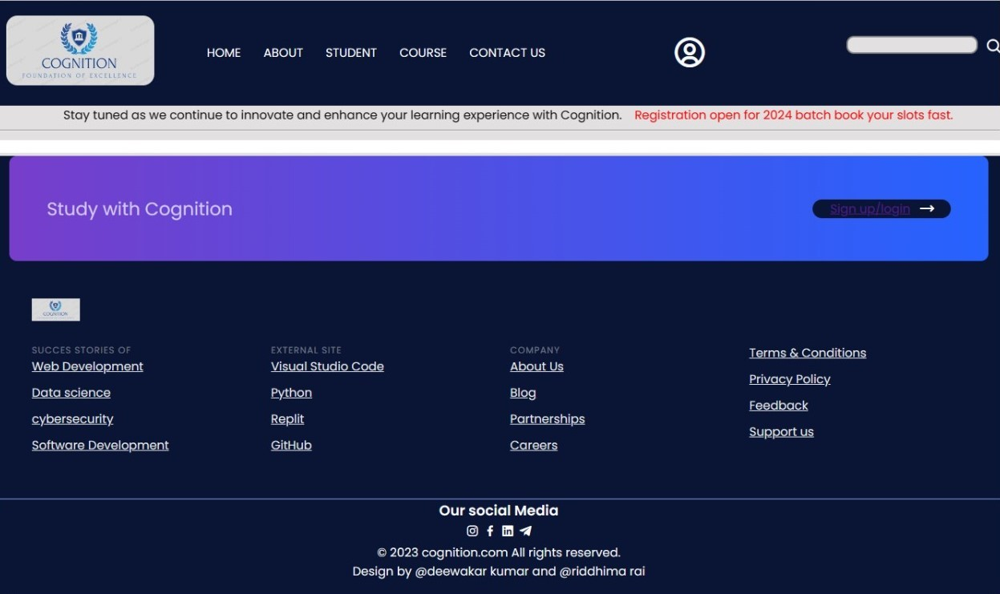 COGNITION
FOUNDATION OF EXCELLENCE
HOME ABOUT STUDENT COURSE CONTACT US
Stay tuned as we continue to innovate and enhance your learning experience with Cognition. Registration open for 2024 batch book your slots fast.
Study with Cognition
Sign up/login →
COGNITION
SUCCES STORIES OF
Web Development
Data science
cybersecurity
Software Development
EXTERNAL SITE
Visual Studio Code
Python
Replit
GitHub
COMPANY
About Us
Blog
Partnerships
Careers
Terms & Conditions
Privacy Policy
Feedback
Support us
Our social Media
© 2023 cognition.com All rights reserved.
Design by @deewakar kumar and @riddhima rai